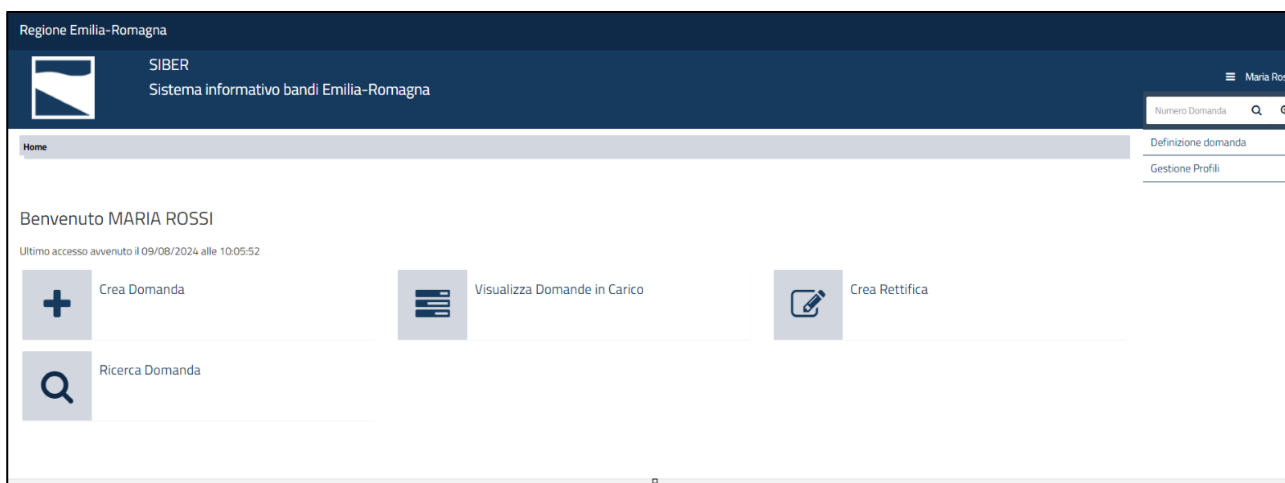 Regione Emilia-Romagna
SIBER
Sistema informativo bandi Emilia-Romagna
Maria Ros
Numero Domanda
Home
Definizione domanda
Gestione Profili
Benvenuto MARIA ROSSI
Ultimo accesso avvenuto il 09/08/2024 alle 10:05:52
Crea Domanda
Visualizza Domande in Carico
Crea Rettifica
Ricerca Domanda